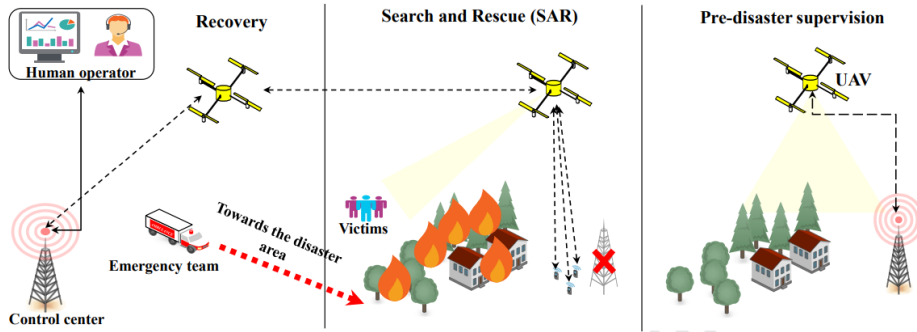 Recovery
Search and Rescue (SAR)
Pre-disaster supervision
Human operator
UAV
Victims
Towards the disaster
area
Emergency team
Control center